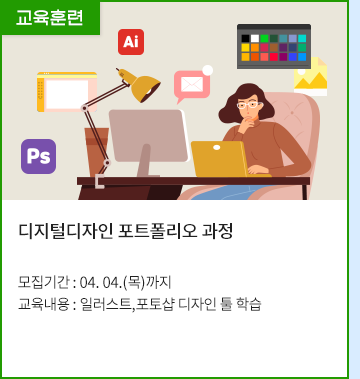 교육훈련
Ai
Ps
디지털디자인 포트폴리오 과정
모집기간 : 04. 04.(목)까지
교육내용 : 일러스트,포토샵 디자인 툴 학습